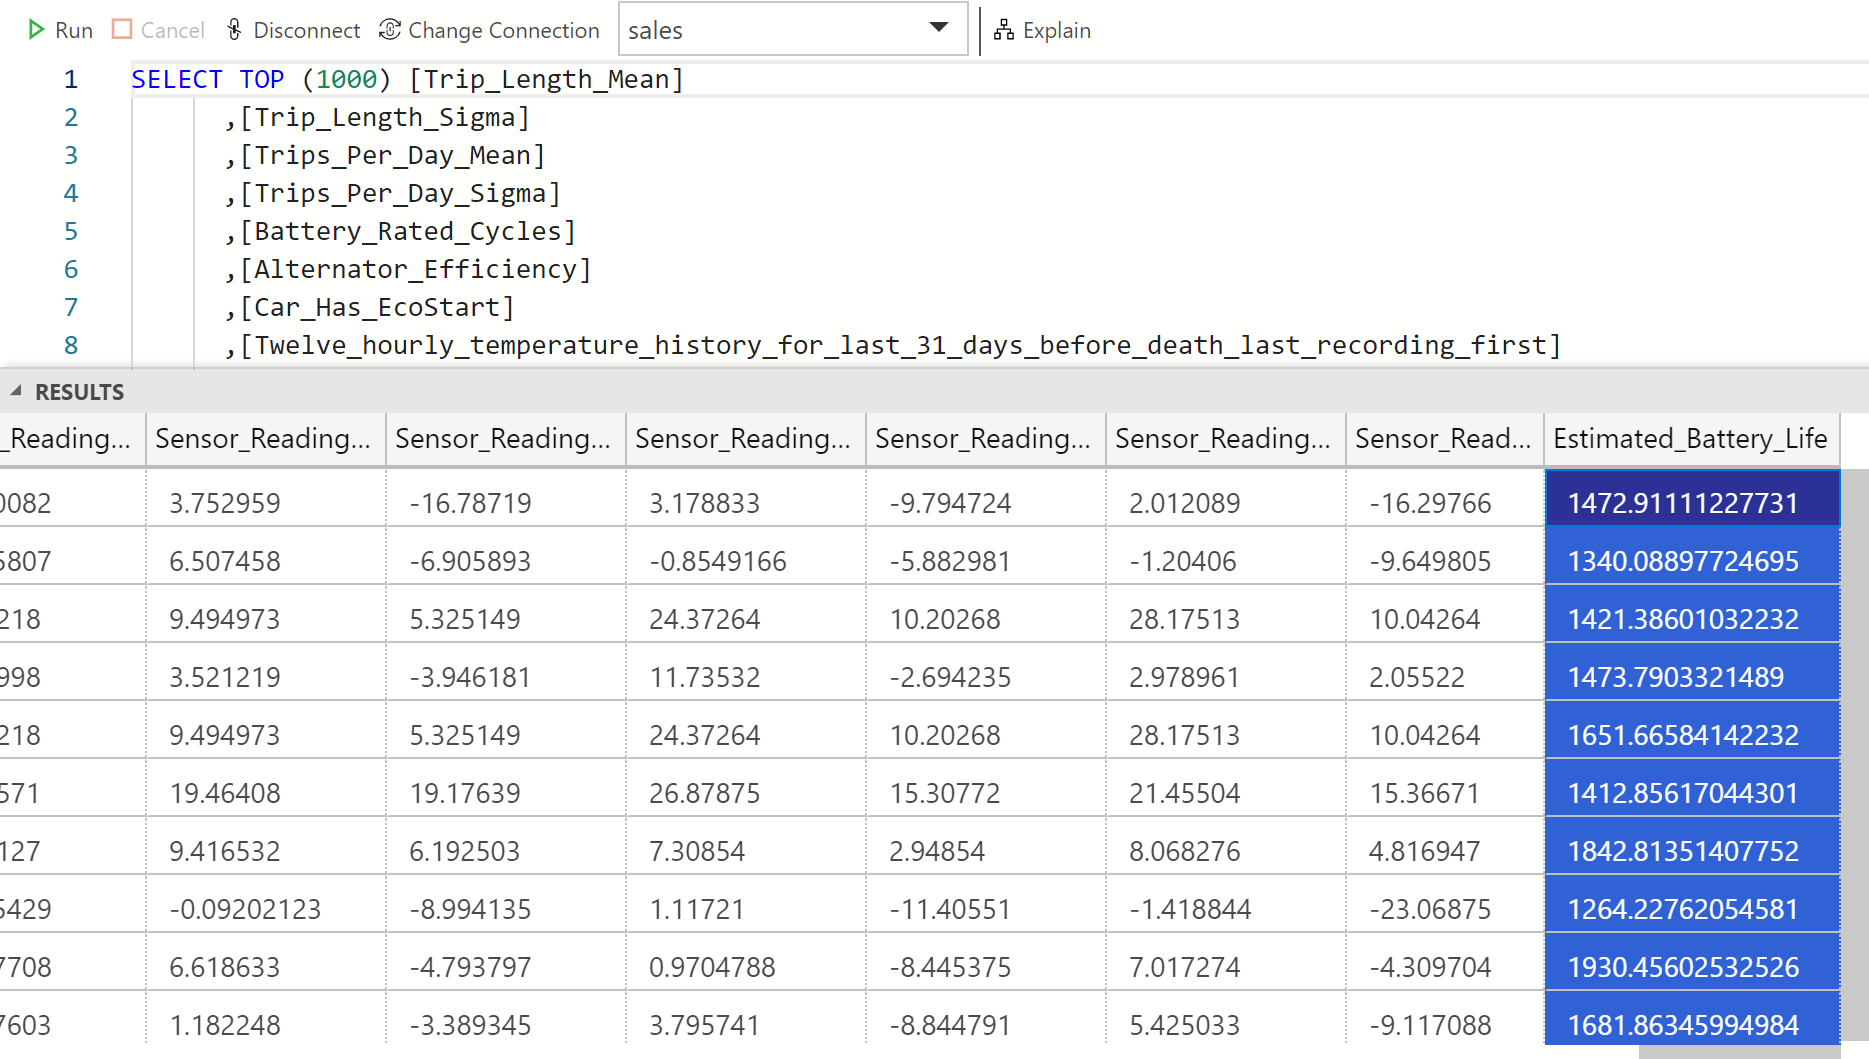 Run Cancel Disconnect Change Connection sales Explain
1 SELECT TOP (1000) [Trip_Length_Mean]
2 ,[Trip_Length_Sigma]
3 ,[Trips_Per_Day_Mean]
4 ,[Trips_Per_Day_Sigma]
5 ,[Battery_Rated_Cycles]
6 ,[Alternator_Efficiency]
7 ,[Car_Has_EcoStart]
8 ,[Twelve_hourly_temperature_history_for_last_31_days_before_death_last_recording_first]
RESULTS
_Reading... Sensor_Reading... Sensor_Reading... Sensor_Reading... Sensor_Reading... Sensor_Reading... Sensor_Read... Estimated_Battery_Life
0082 3.752959 -16.78719 3.178833 -9.794724 2.012089 -16.29766 1472.91111227731
5807 6.507458 -6.905893 -0.8549166 -5.882981 -1.20406 -9.649805 1340.08897724695
218 9.494973 5.325149 24.37264 10.20268 28.17513 10.04264 1421.38601032232
998 3.521219 -3.946181 11.73532 -2.694235 2.978961 2.05522 1473.7903321489
218 9.494973 5.325149 24.37264 10.20268 28.17513 10.04264 1651.66584142232
571 19.46408 19.17639 26.87875 15.30772 21.45504 15.36671 1412.85617044301
127 9.416532 6.192503 7.30854 2.94854 8.068276 4.816947 1842.81351407752
5429 -0.09202123 -8.994135 1.11721 -11.40551 -1.418844 -23.06875 1264.22762054581
7708 6.618633 -4.793797 0.9704788 -8.445375 7.017274 -4.309704 1930.45602532526
7603 1.182248 -3.389345 3.795741 -8.844791 5.425033 -9.117088 1681.86345994984